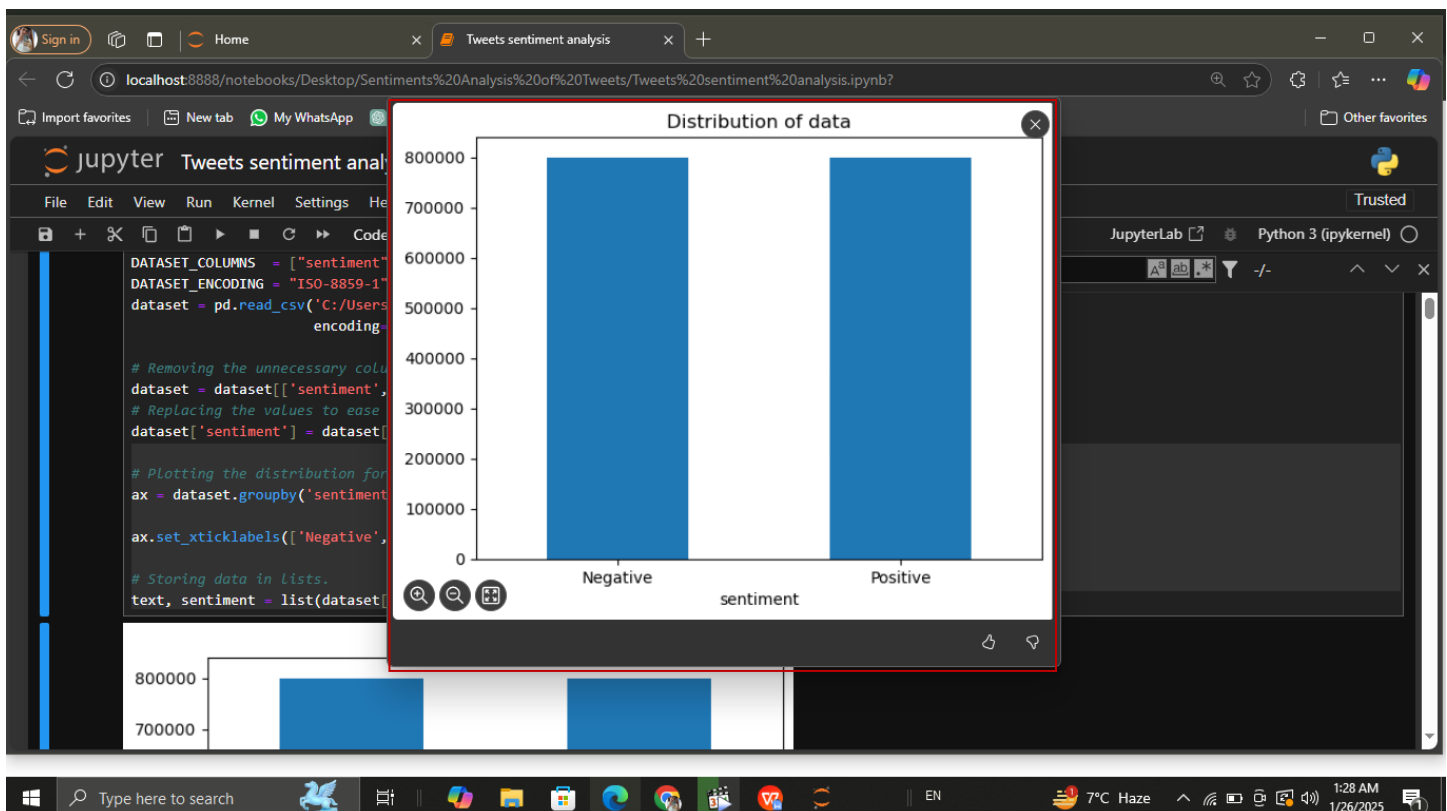 Sign in
Home
Tweets sentiment analysis
localhost:8888/notebooks/Desktop/Sentiments%20Analysis%20of%20Tweets/Tweets%20sentiment%20analysis.ipynb?
Import favorites
New tab
My WhatsApp
Other favorites
jupyter Tweets sentiment analy
Trusted
File Edit View Run Kernel Settings He
Code
JupyterLab
Python 3 (ipykernel)
-/-
DATASET_COLUMNS = ["sentiment"
DATASET_ENCODING = "ISO-8859-1"
dataset = pd.read_csv('C:/Users
encoding=
# Removing the unnecessary colu
dataset = dataset[['sentiment',
# Replacing the values to ease
dataset['sentiment'] = dataset[
# Plotting the distribution for
ax = dataset.groupby('sentiment
ax.set_xticklabels(['Negative',
# Storing data in lists.
text, sentiment = list(dataset[
Distribution of data
800000
700000
600000
500000
400000
300000
200000
100000
0
Negative Positive
sentiment
800000
700000
Type here to search
EN
7°C Haze
1:28 AM
1/26/2025